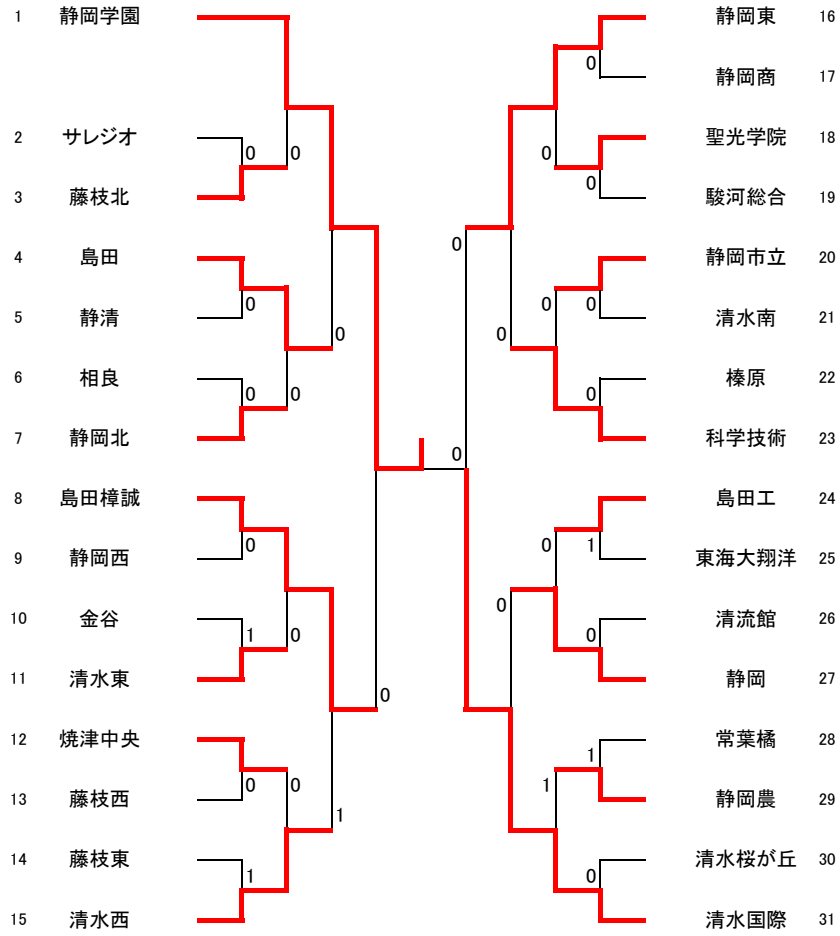 1 静岡学園
2 サレジオ
0 0
3 藤枝北
4 島田
0
5 静清
0
6 相良
0 0
7 静岡北
8 島田樟誠
0
9 静岡西
10 金谷
1 0
11 清水東
0
12 焼津中央
0 0
13 藤枝西
1
14 藤枝東
1
15 清水西
静岡東 16
0
静岡商 17
聖光学院 18
0
0
駿河総合 19
0
静岡市立 20
0 0
清水南 21
0
榛原 22
0
科学技術 23
0
島田工 24
0 1
東海大翔洋 25
0
清流館 26
0
静岡 27
常葉橘 28
1
1
静岡農 29
清水桜が丘 30
0
清水国際 31